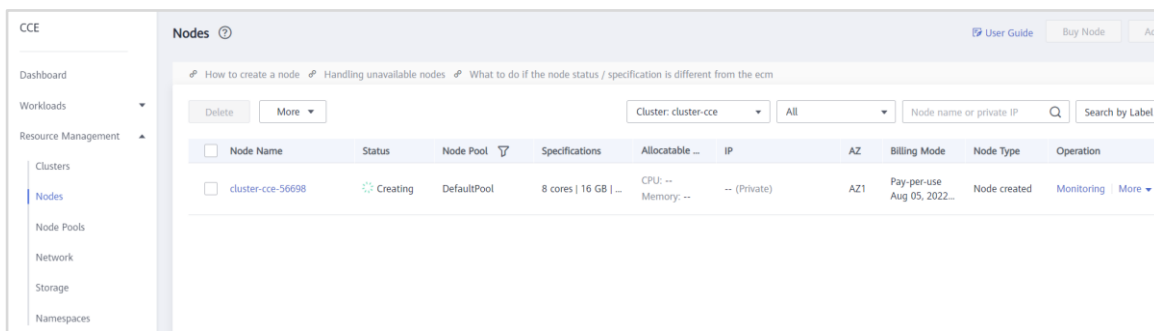 CCE
Nodes
User Guide
Buy Node
Dashboard
How to create a node
Handling unavailable nodes
What to do if the node status / specification is different from the ecm
Workloads
Delete
More
Cluster: cluster-cce
All
Node name or private IP
Search by Label
Resource Management
Node Name Status Node Pool Specifications Allocatable ... IP AZ Billing Mode Node Type Operation
Clusters
cluster-cce-56698 Creating DefaultPool 8 cores | 16 GB | ... CPU: -- -- (Private) AZ1 Pay-per-use Node created Monitoring More
Memory: -- Aug 05, 2022...
Nodes
Node Pools
Network
Storage
Namespaces